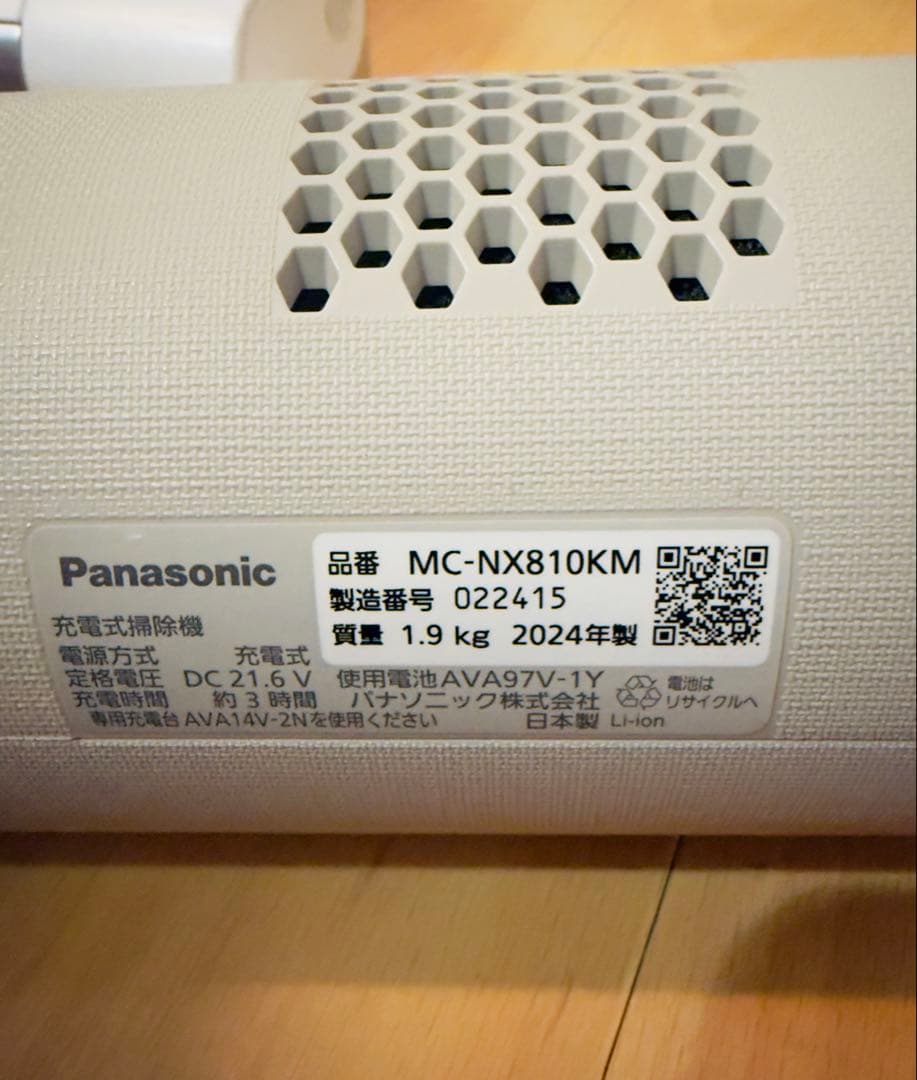 Panasonic
品番 MC-NX810KM
製造番号 022415
質量 1.9 kg 2024年製
充電式掃除機
電源方式 充電式
定格電圧 DC 21.6 V 使用電池AVA97V-1Y
充電時間 約 3 時間 パナソニック株式会社
専用充電台 AVA14V-2Nを使用ください 日本製 Li-ion
電池は
リサイクルへ